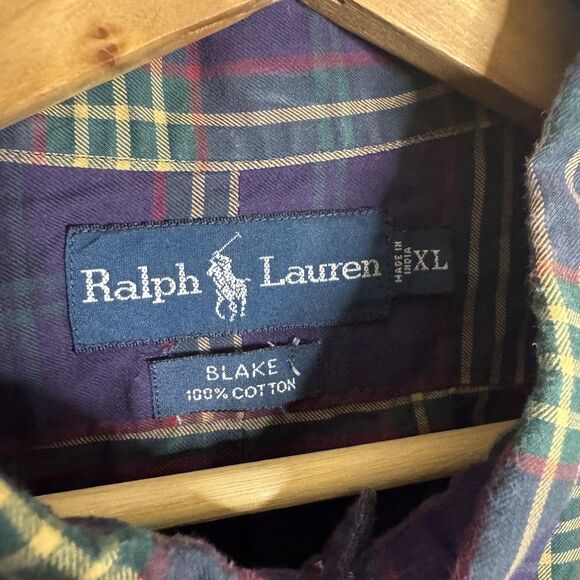 Ralph Lauren
MADE IN
INDIA
XL
BLAKE
100% COTTON